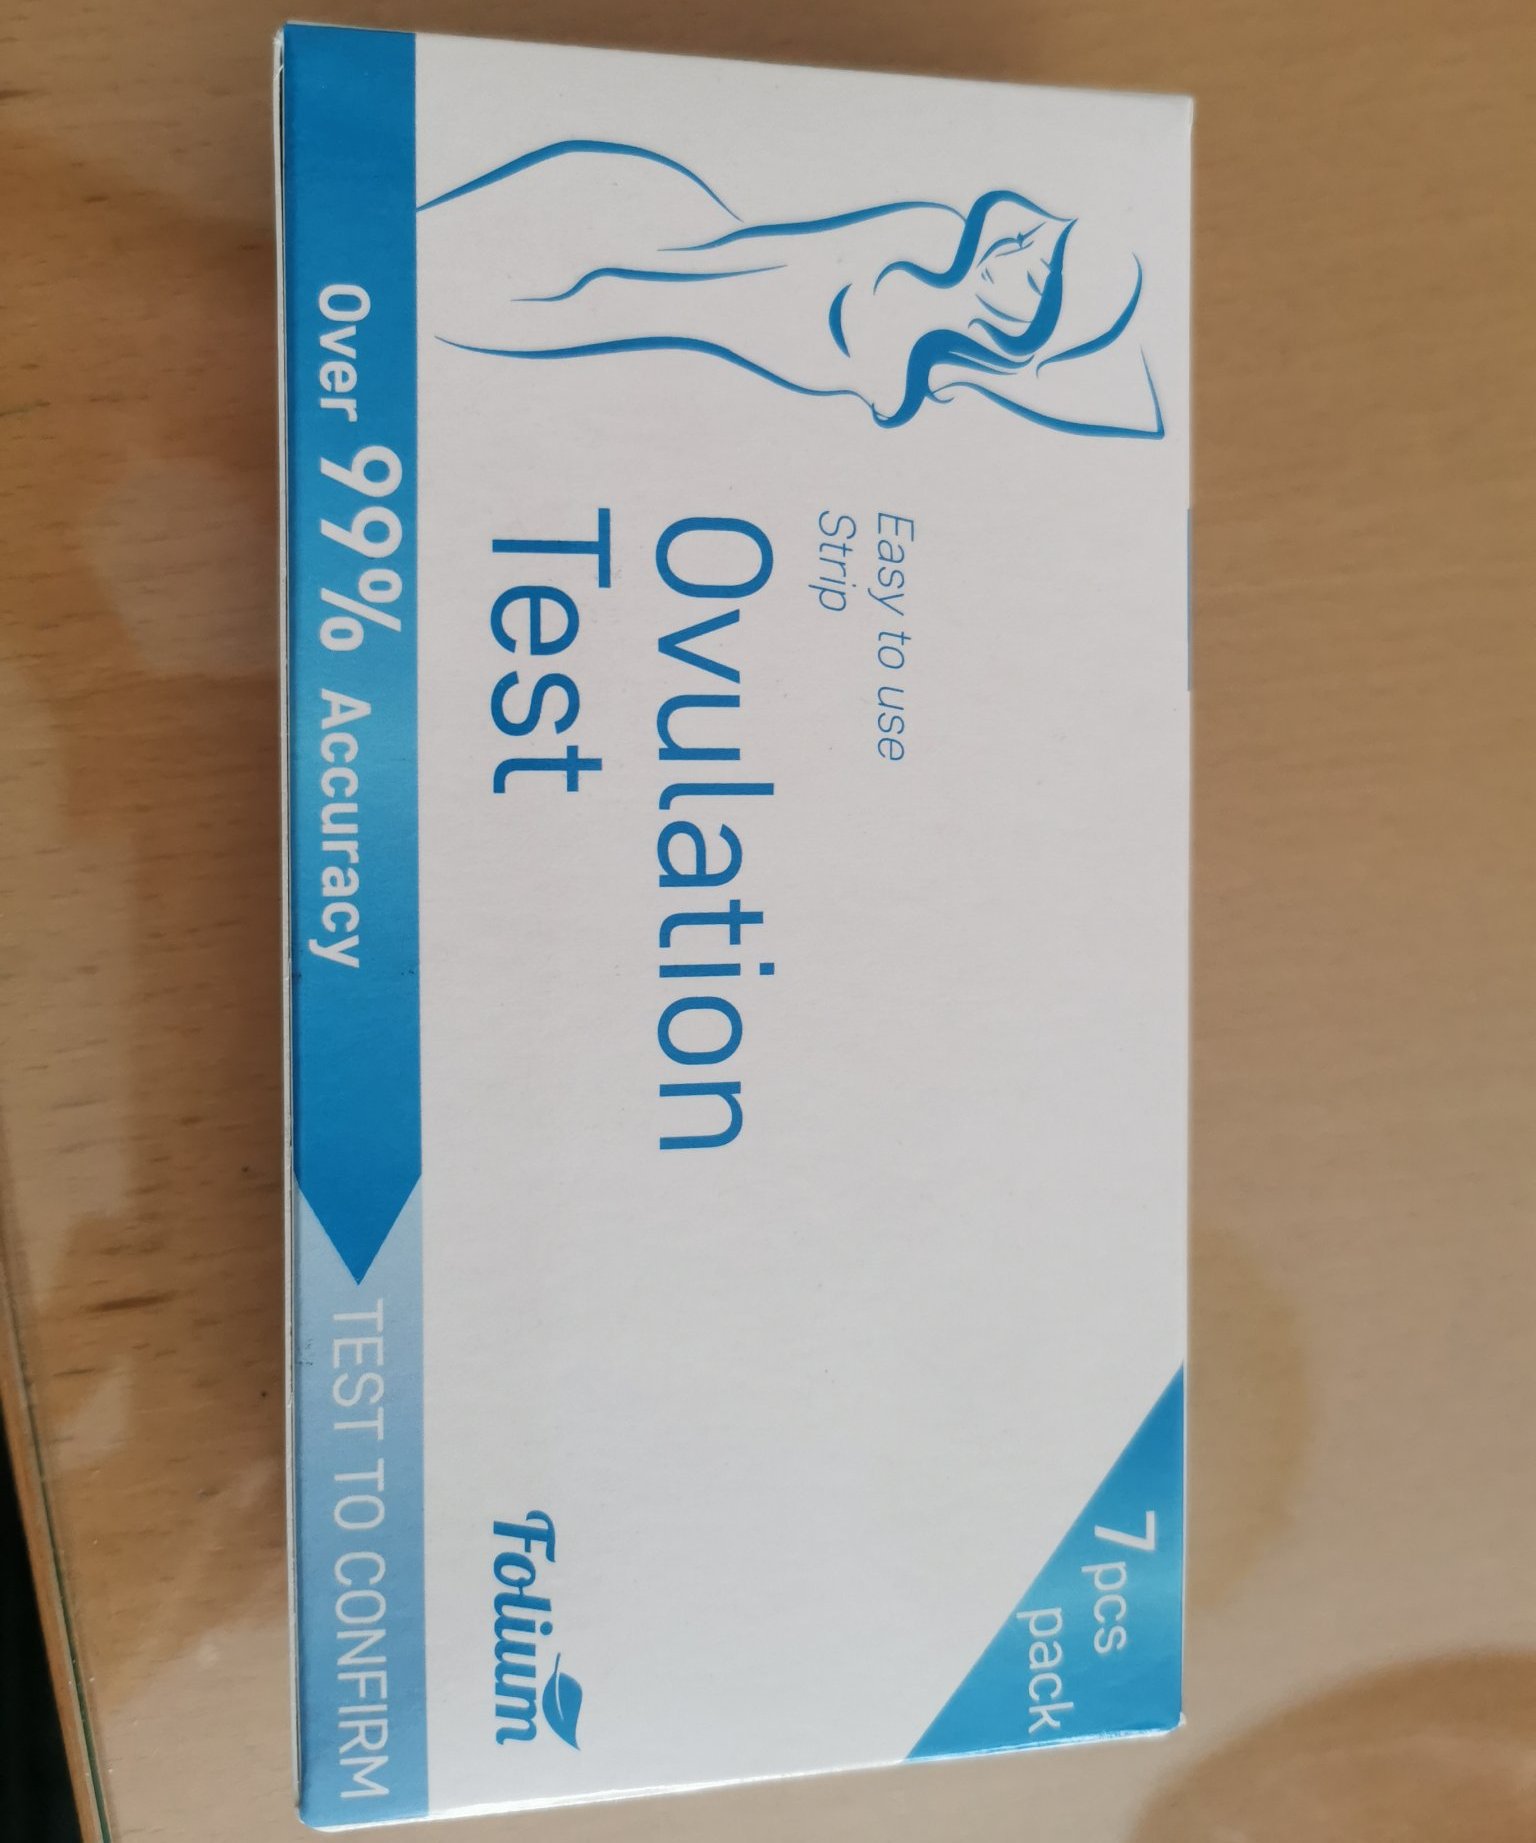 7 pcs
pack
Easy to use
Strip
Ovulation
Test
Folium
Over 99% Accuracy
TEST TO CONFIRM